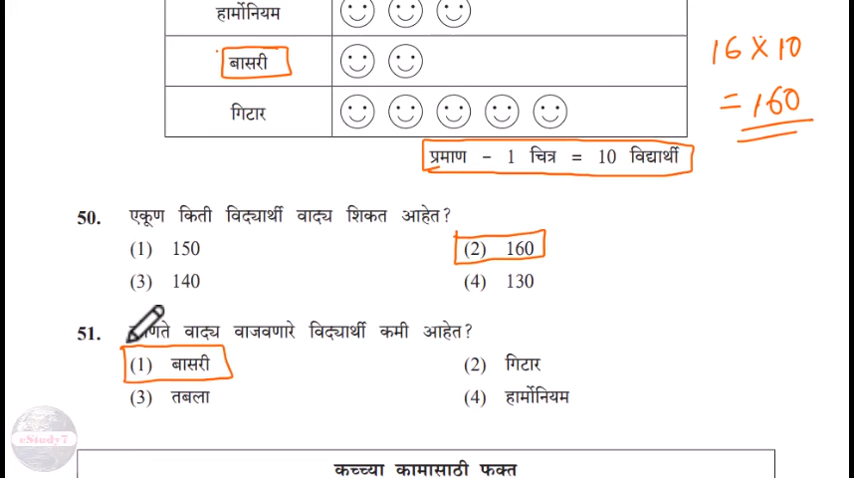 हार्मोनियम
बासरी
गिटार
प्रमाण - 1 चित्र = 10 विद्यार्थी
16 × 10
= 160
50. एकूण किती विद्यार्थी वाद्य शिकत आहेत?
(1) 150 (2) 160
(3) 140 (4) 130
51. वाद्य वाजवणारे विद्यार्थी कमी आहेत?
(1) बासरी (2) गिटार
(3) तबला (4) हार्मोनियम
eStudy7
कच्च्या कामासाठी फक्त